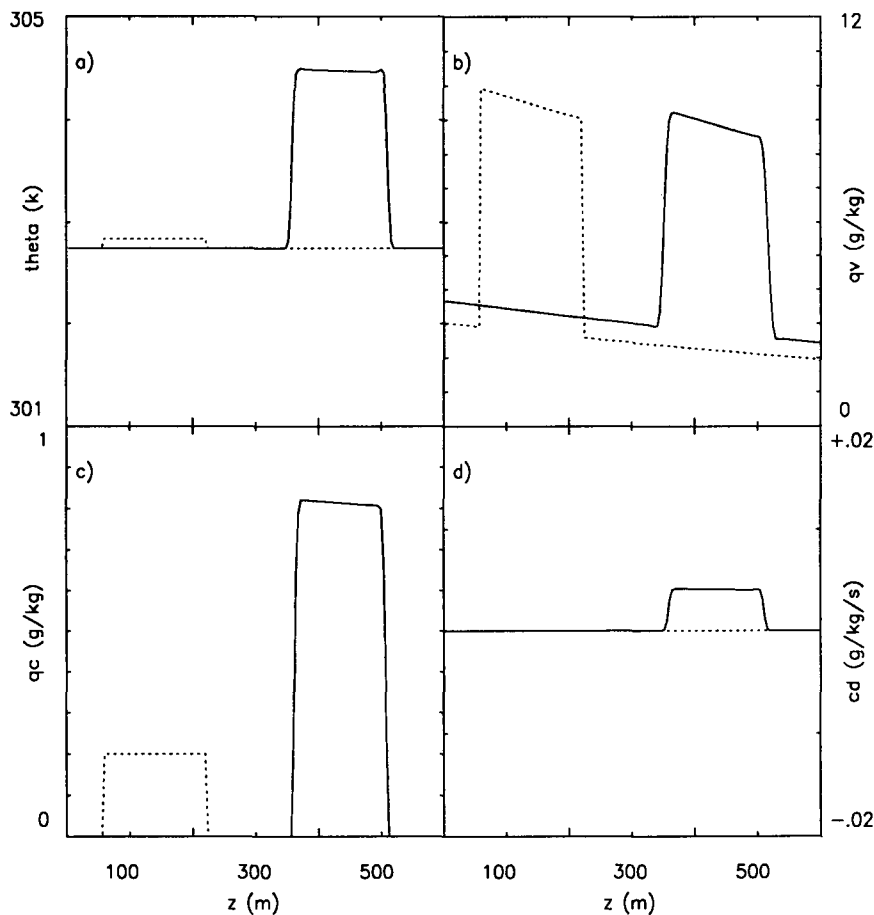 305
a)
theta (k)
301
b)
12
qv (g/kg)
0
1
c)
qc (g/kg)
0
d)
+.02
cd (g/kg/s)
-.02
100
300
500
z (m)
100
300
500
z (m)